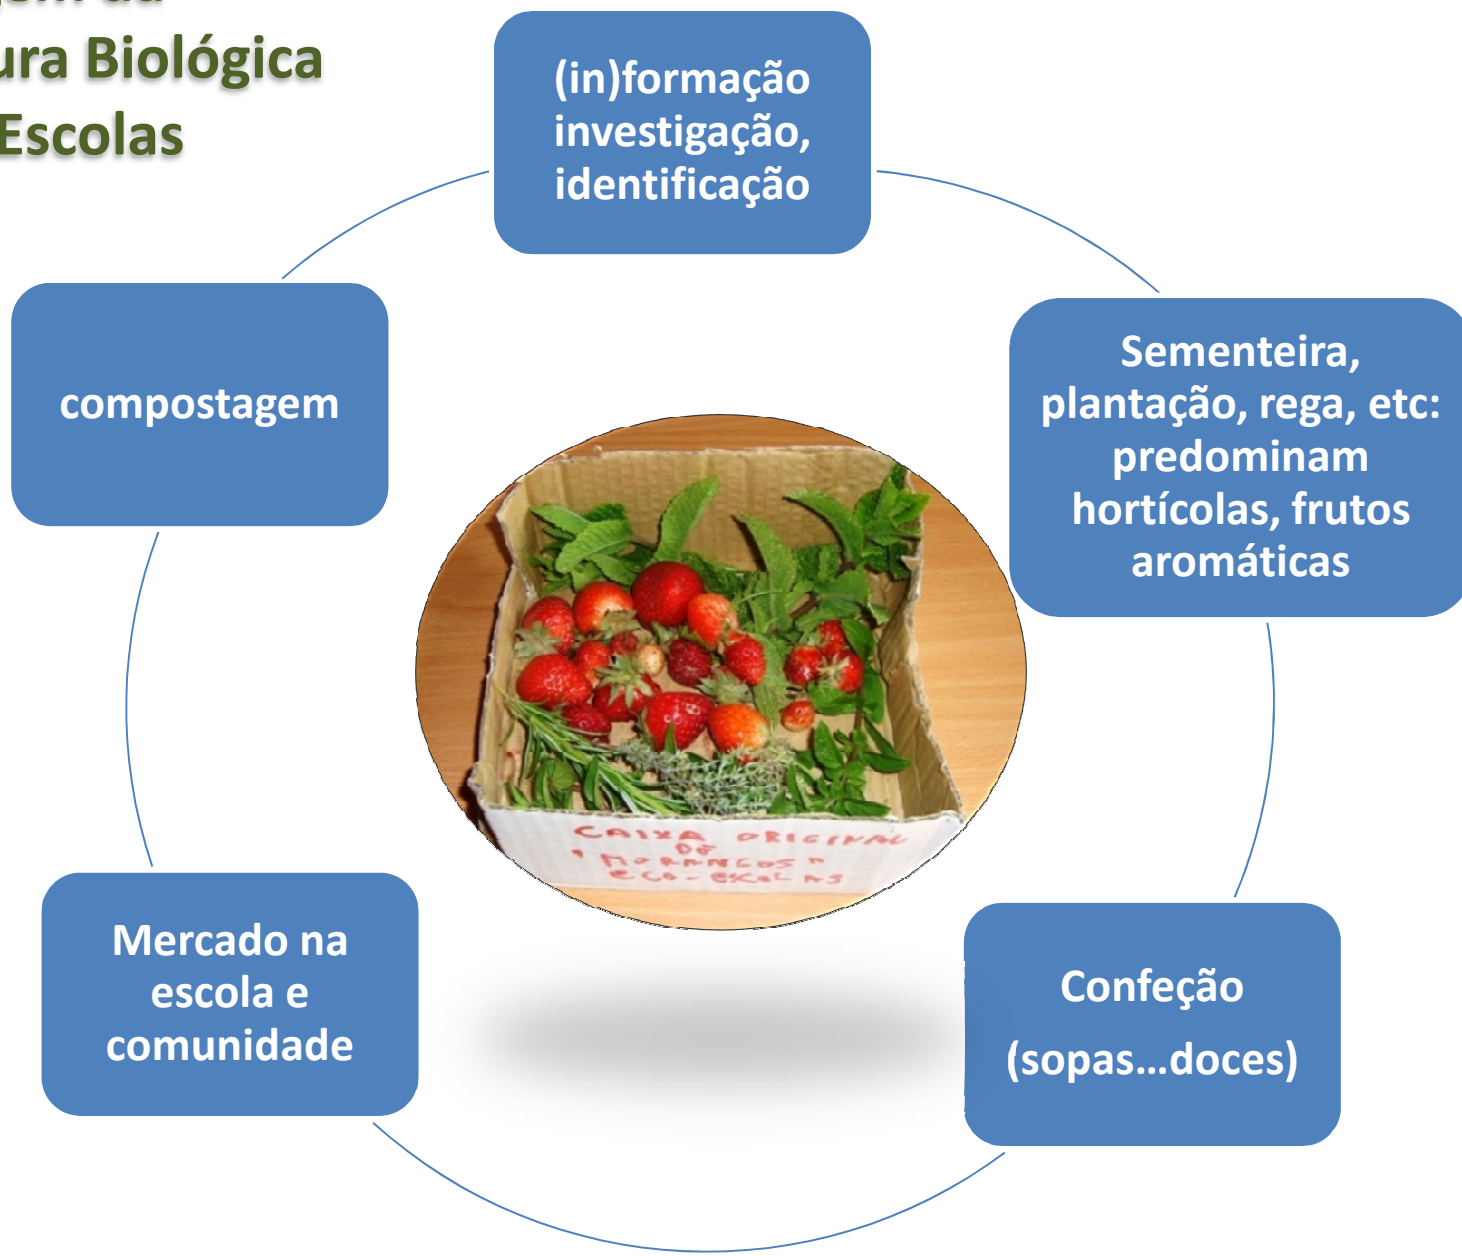 ura Biológica
Escolas
(in)formação
investigação,
identificação
Sementeira,
plantação, rega, etc:
predominam
hortícolas, frutos
aromáticas
compostagem
Mercado na
escola e
comunidade
Confeção
(sopas...doces)
CAIXA ORIGINAL
DE
"MORANGOS"